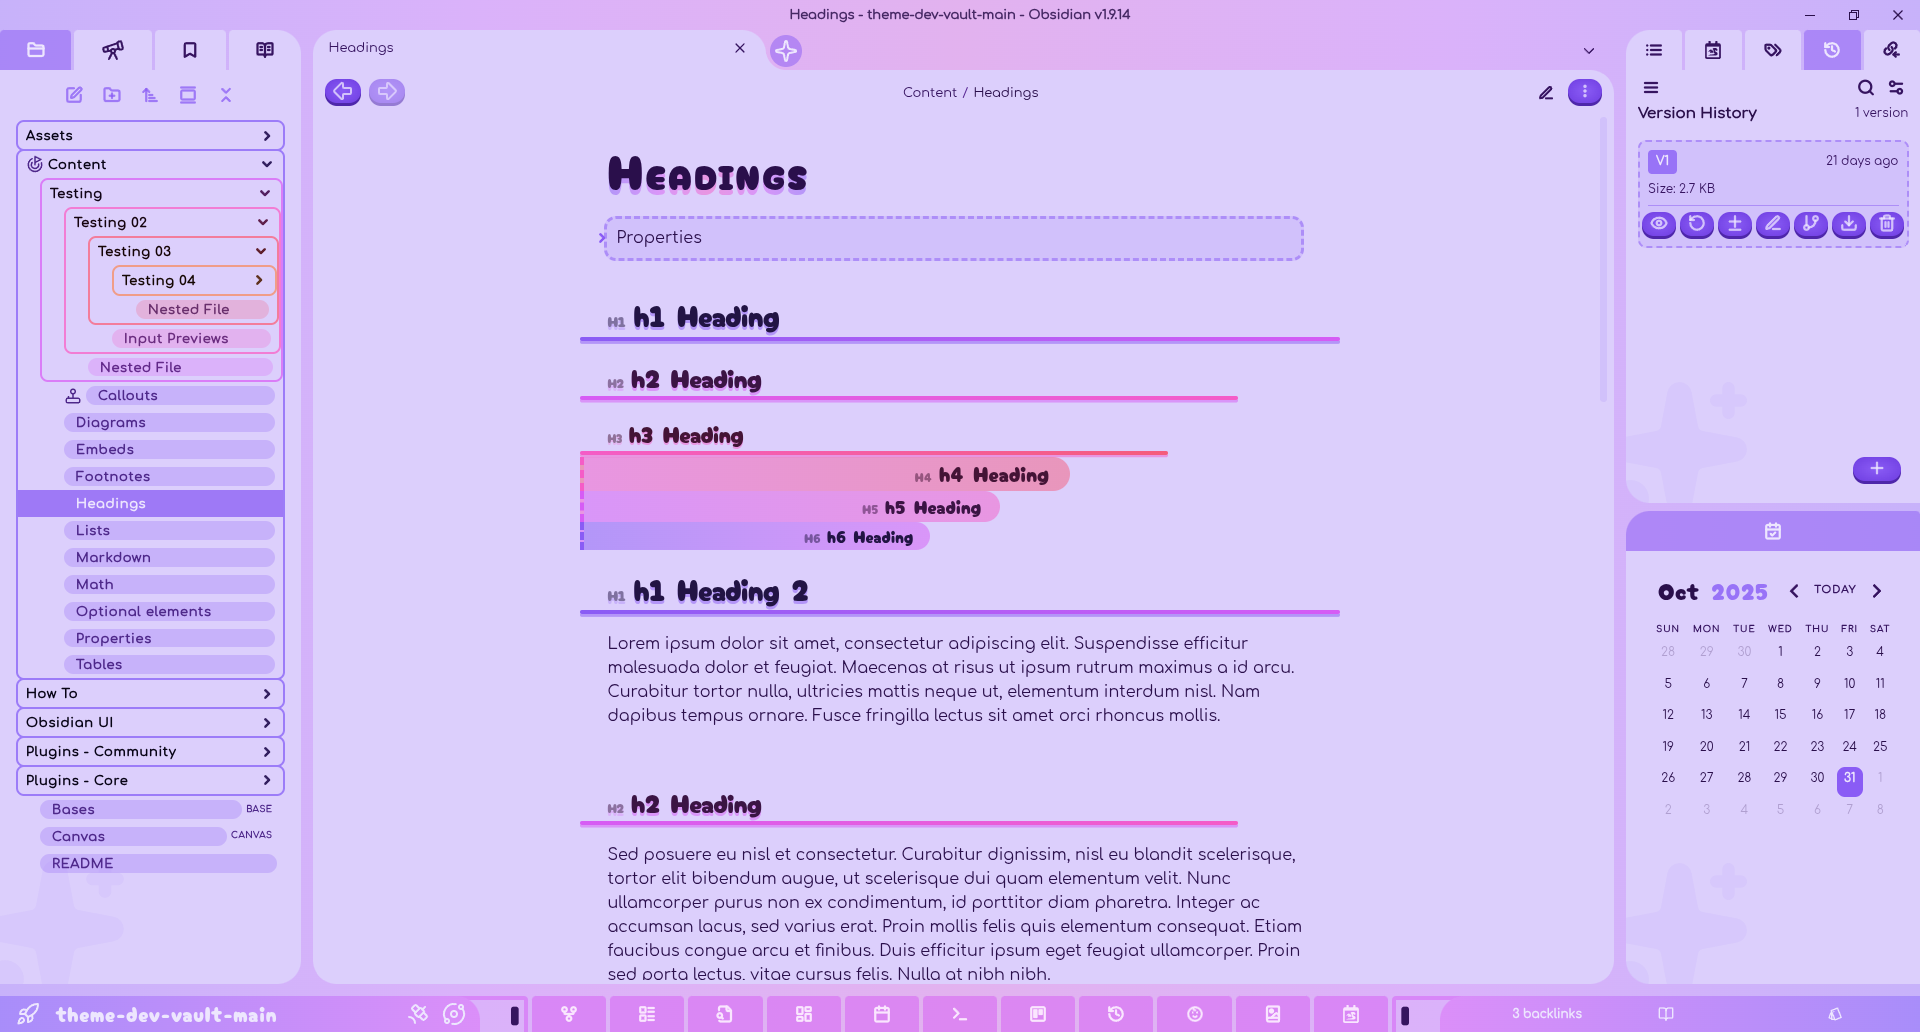 Headings - theme-dev-vault-main - Obsidian v1.9.14
Headings
Content / Headings
Assets
Content
Testing
Testing 02
Testing 03
Testing 04
Nested File
Input Previews
Nested File
Callouts
Diagrams
Embeds
Footnotes
Headings
Lists
Markdown
Math
Optional elements
Properties
Tables
How To
Obsidian UI
Plugins - Community
Plugins - Core
Bases BASE
Canvas CANVAS
README
Headings
Properties
H1 h1 Heading
H2 h2 Heading
H3 h3 Heading
H4 h4 Heading
H5 h5 Heading
H6 h6 Heading
H1 h1 Heading 2
Lorem ipsum dolor sit amet, consectetur adipiscing elit. Suspendisse efficitur
malesuada dolor et feugiat. Maecenas at risus ut ipsum rutrum maximus a id arcu.
Curabitur tortor nulla, ultricies mattis neque ut, elementum interdum nisl. Nam
dapibus tempus ornare. Fusce fringilla lectus sit amet orci rhoncus mollis.
H2 h2 Heading
Sed posuere eu nisl et consectetur. Curabitur dignissim, nisl eu blandit scelerisque,
tortor elit bibendum augue, ut scelerisque dui quam elementum velit. Nunc
ullamcorper purus non ex condimentum, id porttitor diam pharetra. Integer ac
accumsan lacus, sed varius erat. Proin mollis felis quis elementum consequat. Etiam
faucibus congue arcu et finibus. Duis efficitur ipsum eget feugiat ullamcorper. Proin
sed porta lectus, vitae cursus felis. Nulla at nibh nibh.
Version History 1 version
V1 21 days ago
Size: 2.7 KB
Oct 2025 TODAY
SUN MON TUE WED THU FRI SAT
28 29 30 1 2 3 4
5 6 7 8 9 10 11
12 13 14 15 16 17 18
19 20 21 22 23 24 25
26 27 28 29 30 31 1
2 3 4 5 6 7 8
theme-dev-vault-main
3 backlinks